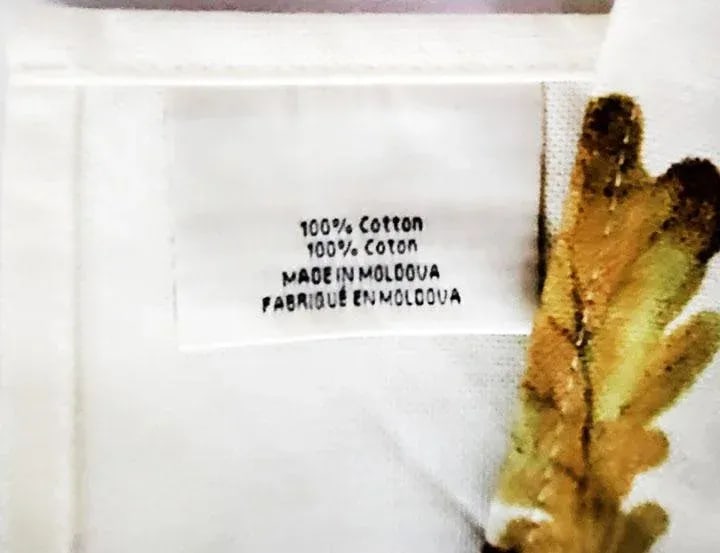 100% Cotton
100% Coton
MADE IN MOLDOVA
FABRIQUÉ EN MOLDOVA